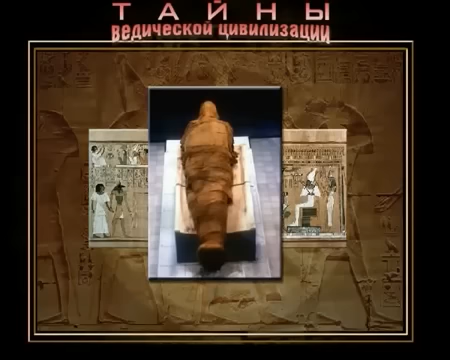 ТАЙНЫ
ведической цивилизации